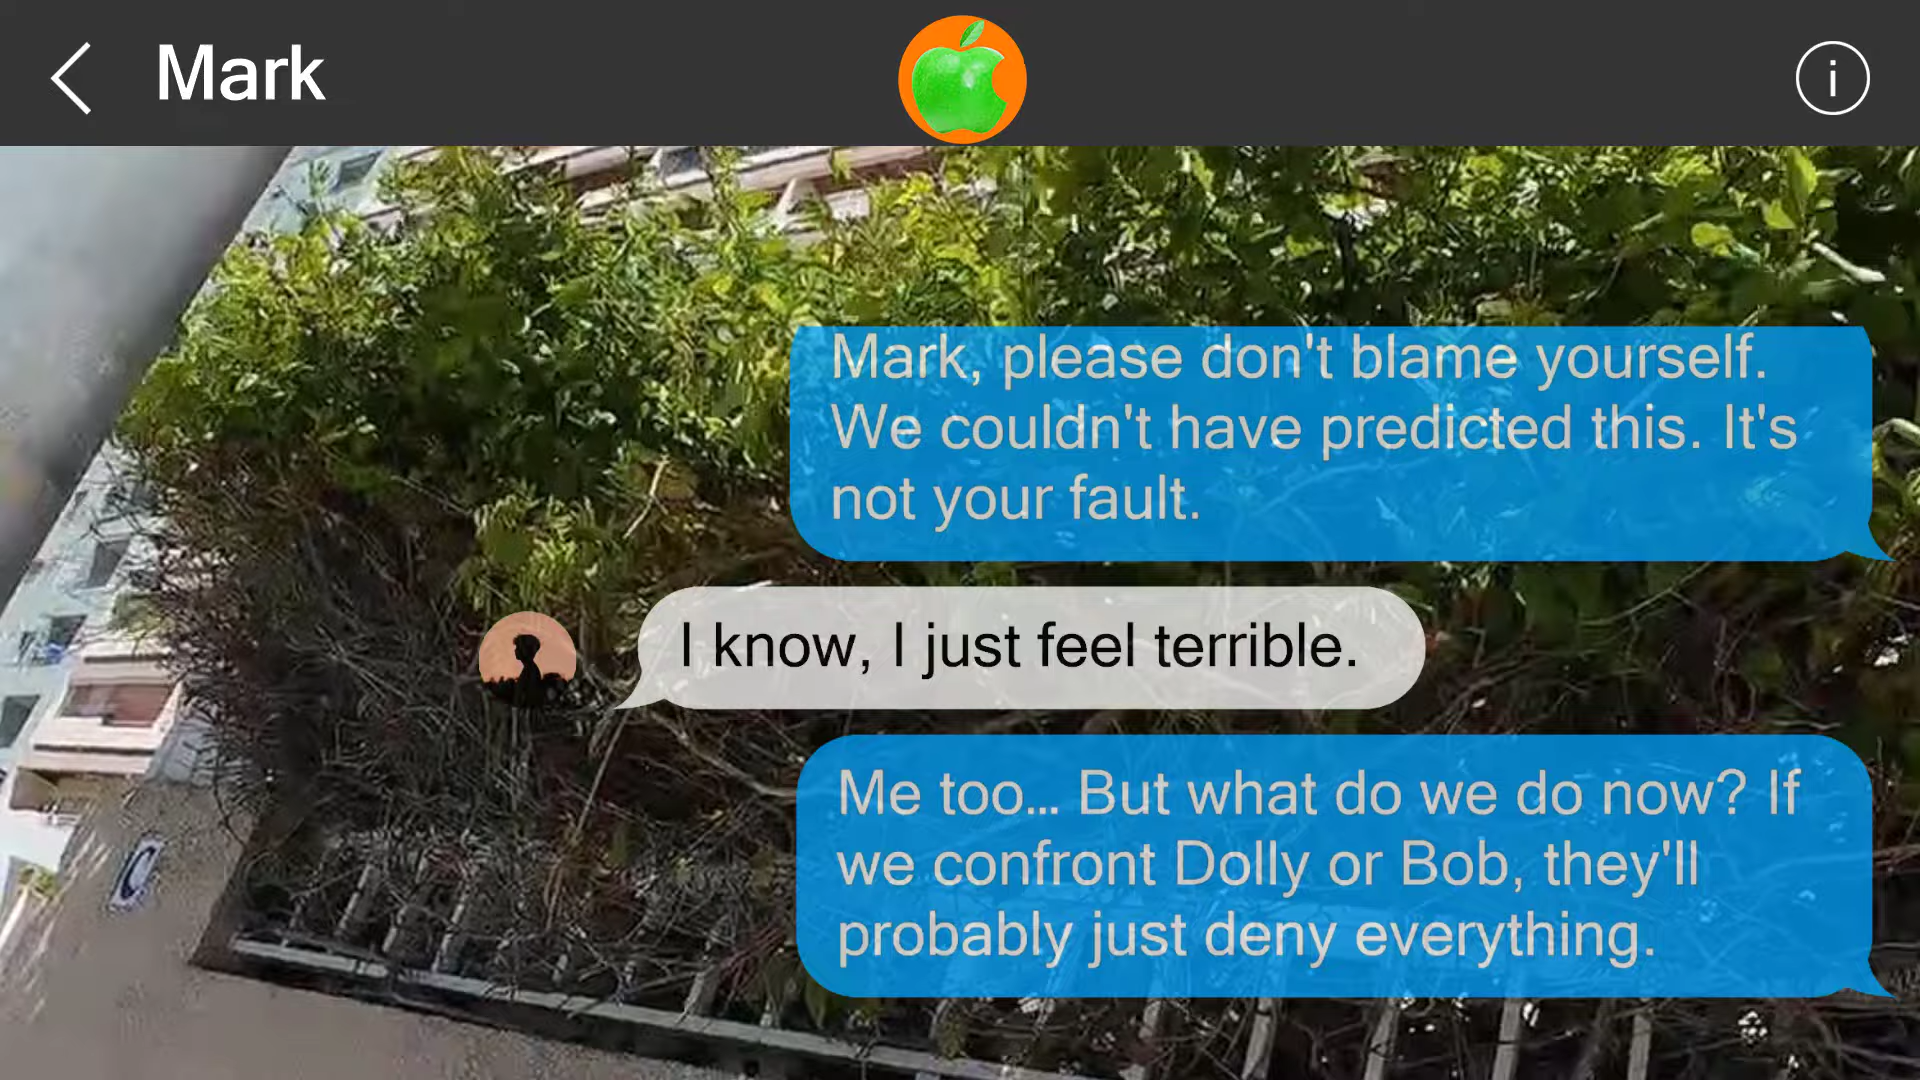 Mark
i
Mark, please don't blame yourself.
We couldn't have predicted this. It's
not your fault.
I know, I just feel terrible.
Me too... But what do we do now? If
we confront Dolly or Bob, they'll
probably just deny everything.
C